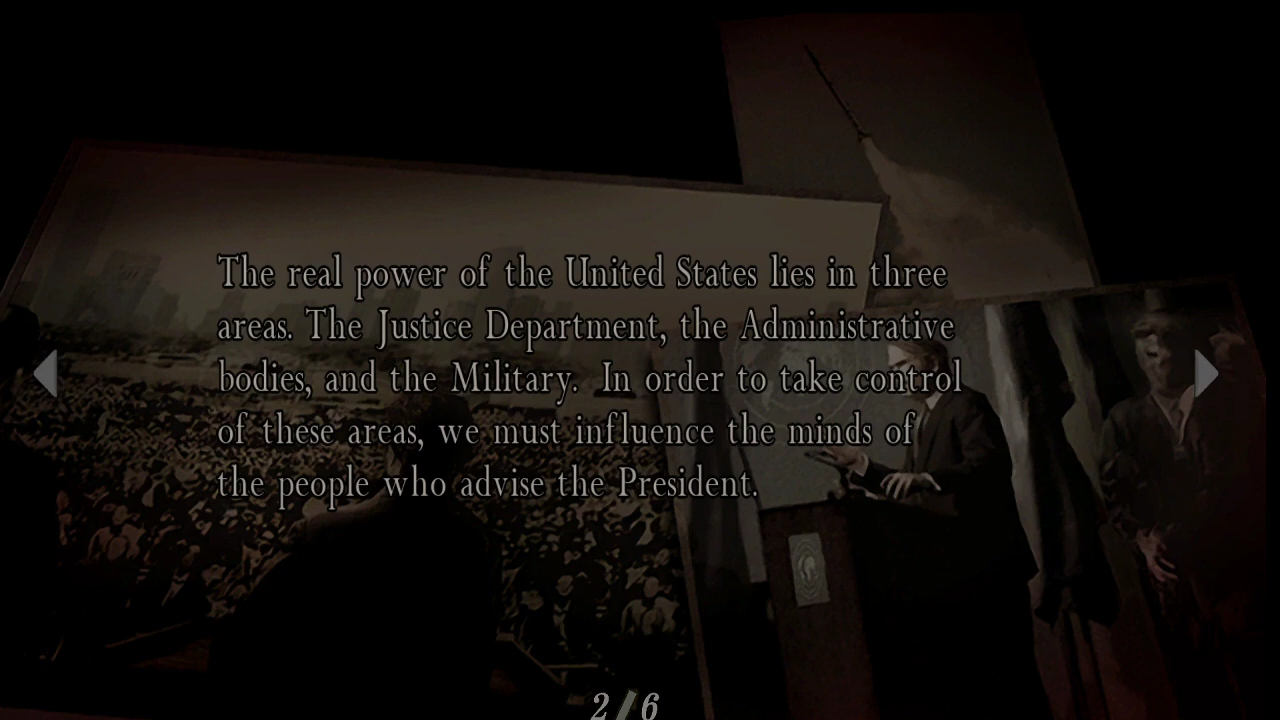 The real power of the United States lies in three
areas. The Justice Department, the Administrative
bodies, and the Military.  In order to take control
of these areas, we must influence the minds of
the people who advise the President.
2/6